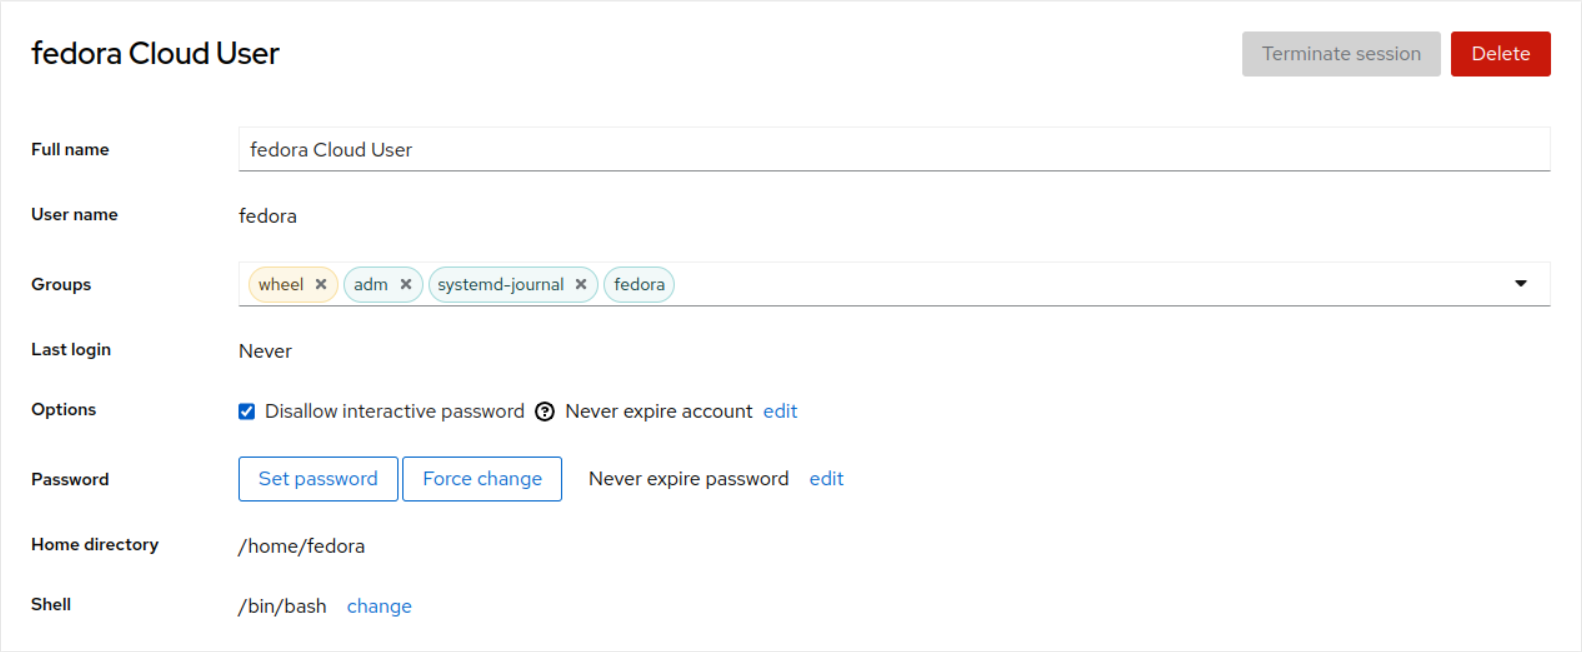 fedora Cloud User Terminate session Delete
Full name fedora Cloud User
User name fedora
Groups wheel adm systemd-journal fedora
Last login Never
Options Disallow interactive password Never expire account edit
Password Set password Force change Never expire password edit
Home directory /home/fedora
Shell /bin/bash change